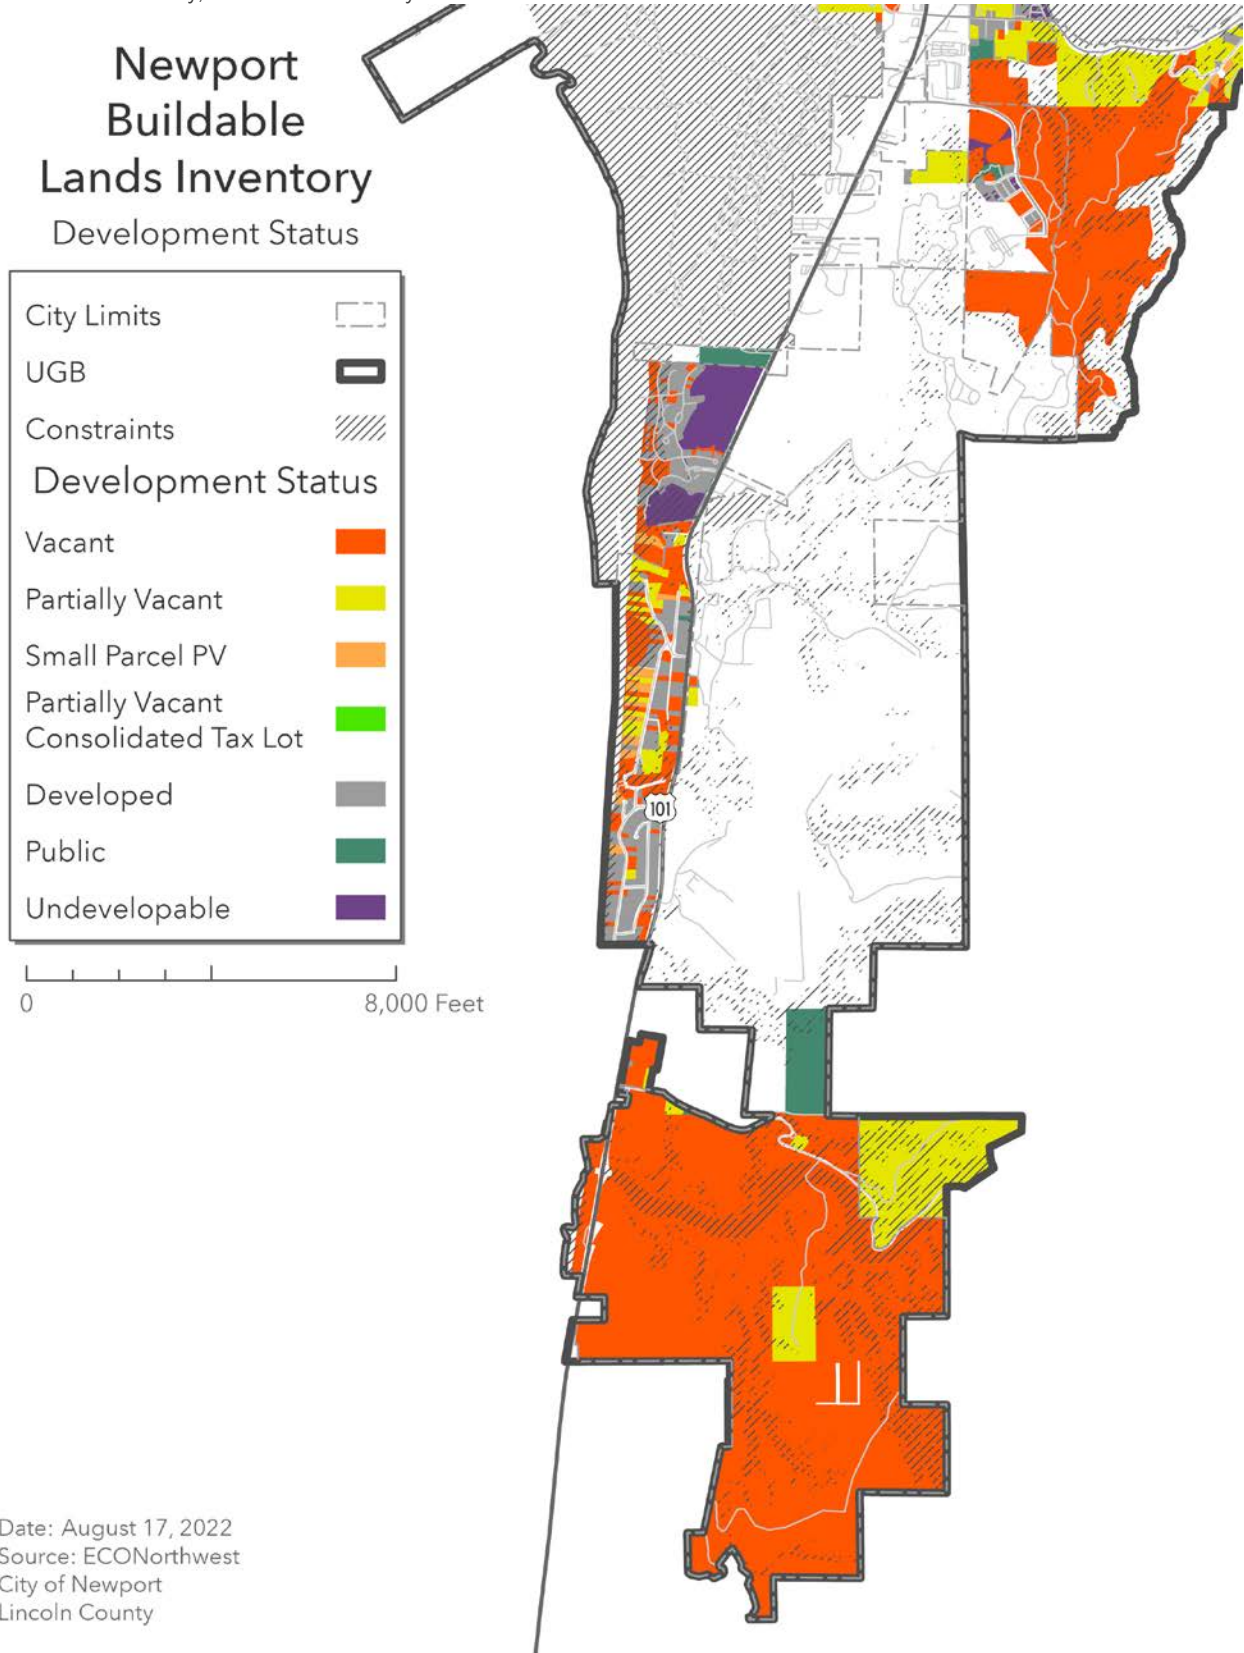 Newport
Buildable
Lands Inventory
Development Status
City Limits
UGB
Constraints
Development Status
Vacant
Partially Vacant
Small Parcel PV
Partially Vacant
Consolidated Tax Lot
Developed
Public
Undevelopable
0 8,000 Feet
101
Date: August 17, 2022
Source: ECONorthwest
City of Newport
Lincoln County